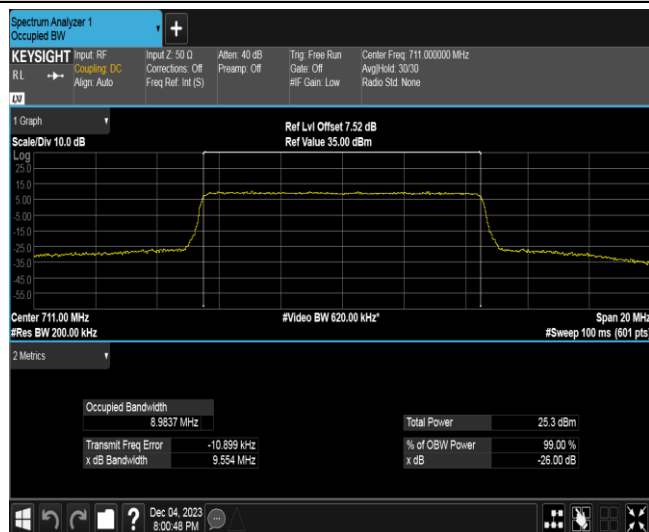 Spectrum Analyzer 1
Occupied BW
+
KEYSIGHT
RL
LXI
Input: RF
Coupling: DC
Align: Auto
Input Z: 50 Ω
Corrections: Off
Freq Ref: Int (S)
Atten: 40 dB
Preamp: Off
Trig: Free Run
Gate: Off
#IF Gain: Low
Center Freq: 711.000000 MHz
Avg|Hold: 30/30
Radio Std: None
1 Graph
Scale/Div 10.0 dB
Ref Lvl Offset 7.52 dB
Ref Value 35.00 dBm
Log
25.0
15.0
5.00
-5.00
-15.0
-25.0
-35.0
-45.0
-55.0
Center 711.00 MHz
#Video BW 620.00 kHz*
Span 20 MHz
#Res BW 200.00 kHz
#Sweep 100 ms (601 pts)
2 Metrics
Occupied Bandwidth
8.9837 MHz
Total Power 25.3 dBm
Transmit Freq Error -10.899 kHz
% of OBW Power 99.00 %
x dB Bandwidth 9.554 MHz
x dB -26.00 dB
?
Dec 04, 2023
8:00:48 PM